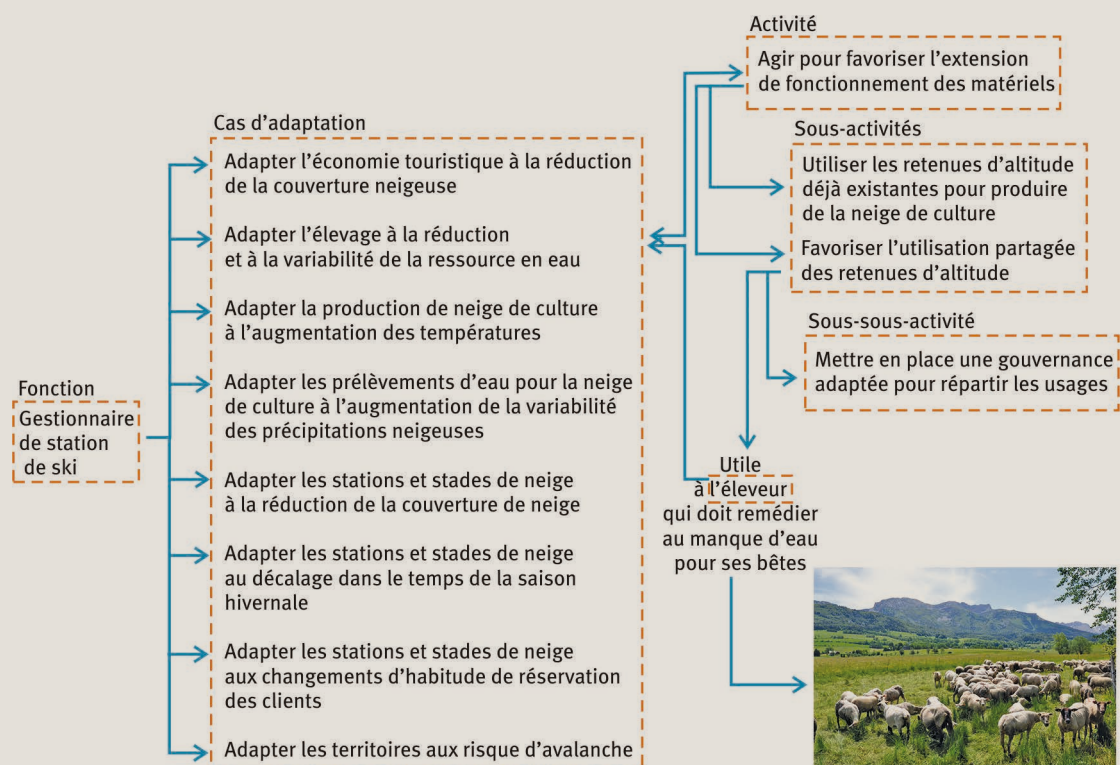 Fonction
Gestionnaire
de station
de ski
Cas d'adaptation
Adapter l'économie touristique à la réduction
de la couverture neigeuse
Adapter l'élevage à la réduction
et à la variabilité de la ressource en eau
Adapter la production de neige de culture
à l'augmentation des températures
Adapter les prélèvements d'eau pour la neige
de culture à l'augmentation de la variabilité
des précipitations neigeuses
Adapter les stations et stades de neige
à la réduction de la couverture de neige
Adapter les stations et stades de neige
au décalage dans le temps de la saison
hivernale
Adapter les stations et stades de neige
aux changements d'habitude de réservation
des clients
Adapter les territoires aux risque d'avalanche
Activité
Agir pour favoriser l'extension
de fonctionnement des matériels
Sous-activités
Utiliser les retenues d'altitude
déjà existantes pour produire
de la neige de culture
Favoriser l'utilisation partagée
des retenues d'altitude
Sous-sous-activité
Mettre en place une gouvernance
adaptée pour répartir les usages
Utile
à l'éleveur
qui doit remédier
au manque d'eau
pour ses bêtes